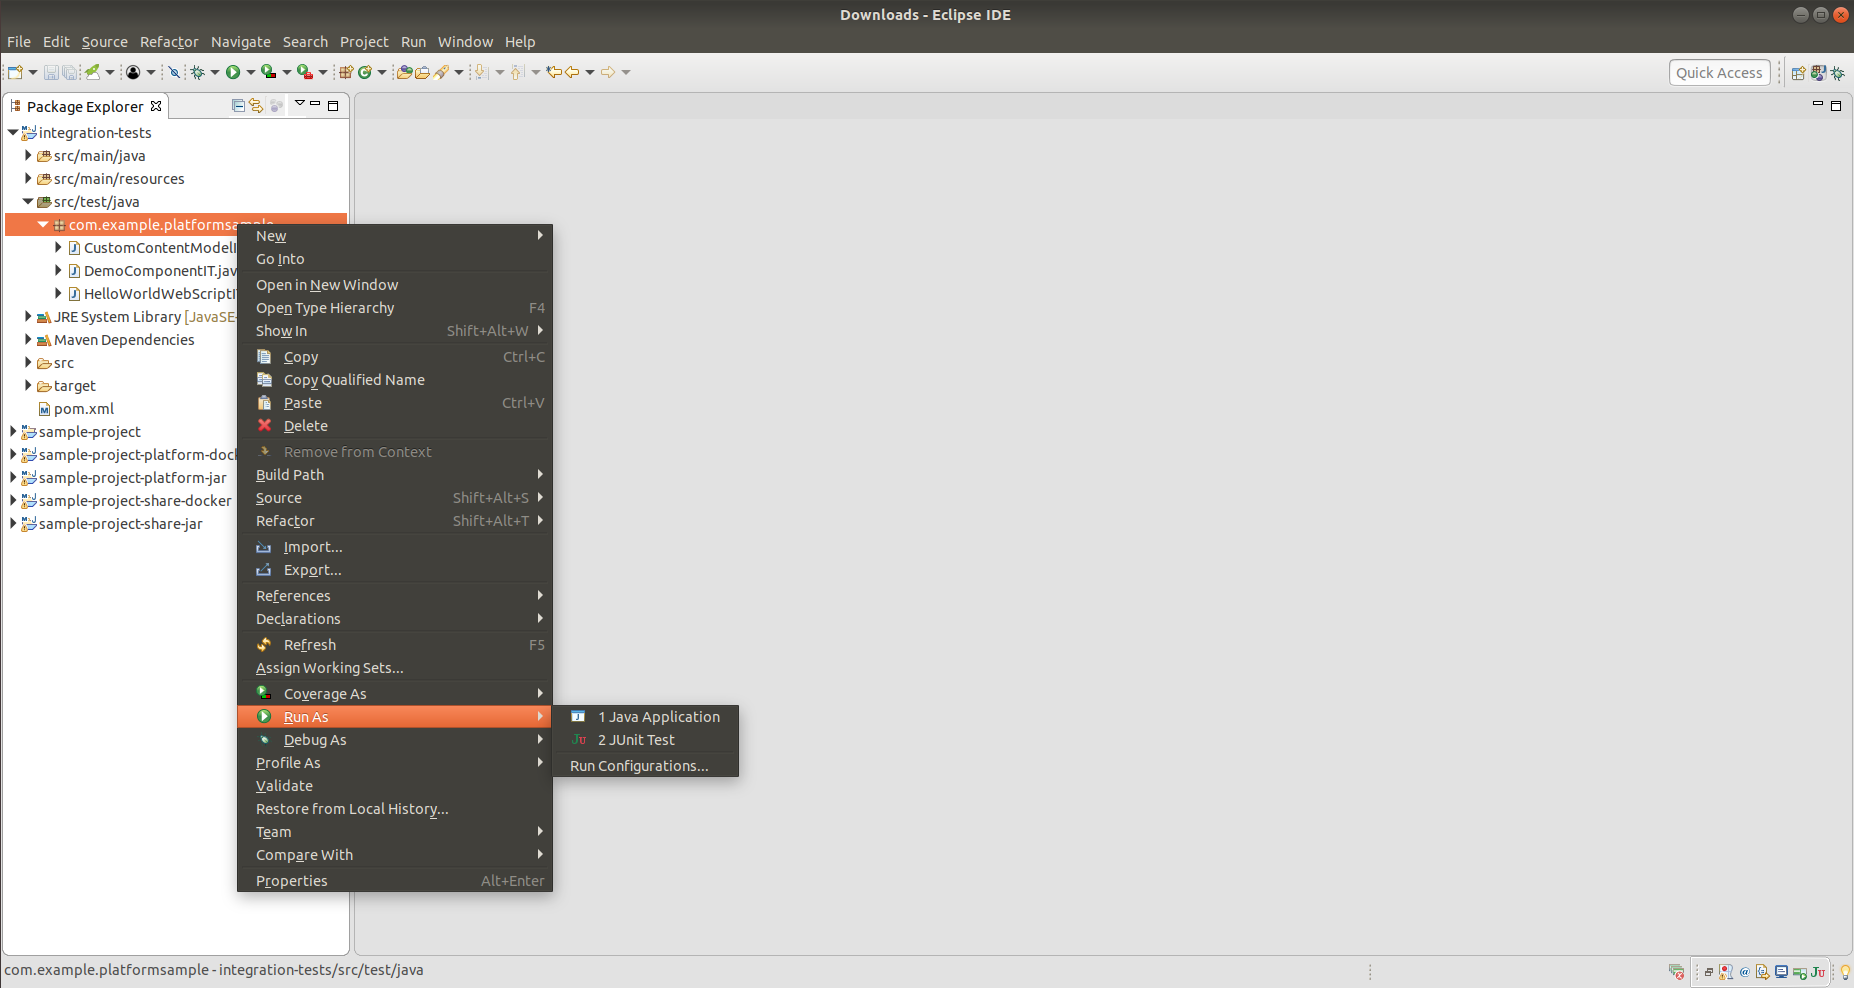 Downloads - Eclipse IDE
File Edit Source Refactor Navigate Search Project Run Window Help
Quick Access
Package Explorer
integration-tests
src/main/java
src/main/resources
src/test/java
com.example.platformsample
CustomContentModelI
DemoComponentIT.jav
HelloWorldWebScriptI
JRE System Library [JavaSE-
Maven Dependencies
src
target
pom.xml
sample-project
sample-project-platform-dock
sample-project-platform-jar
sample-project-share-docker
sample-project-share-jar
New
Go Into
Open in New Window
Open Type Hierarchy F4
Show In Shift+Alt+W
Copy Ctrl+C
Copy Qualified Name
Paste Ctrl+V
Delete
Remove from Context
Build Path
Source Shift+Alt+S
Refactor Shift+Alt+T
Import...
Export...
References
Declarations
Refresh F5
Assign Working Sets...
Coverage As
Run As
Debug As
Profile As
Validate
Restore from Local History...
Team
Compare With
Properties Alt+Enter
1 Java Application
2 JUnit Test
Run Configurations...
com.example.platformsample - integration-tests/src/test/java